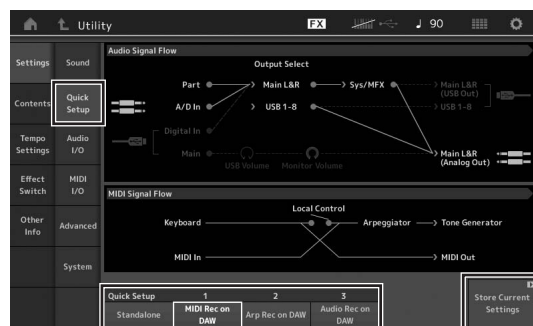 Utility
FX
90
Settings
Sound
Contents
Quick
Setup
Tempo
Settings
Audio
I/O
Effect
Switch
MIDI
I/O
Other
Info
Advanced
System
Audio Signal Flow
Output Select
Part
Main L&R
Sys/MFX
Main L&R
(USB Out)
A/D In
USB 1-8
USB 1-8
Digital In
Main
USB Volume
Monitor Volume
Main L&R
(Analog Out)
MIDI Signal Flow
Local Control
Keyboard
Arpeggiator
Tone Generator
MIDI In
MIDI Out
Quick Setup
1
2
3
Standalone
MIDI Rec on
DAW
Arp Rec on DAW
Audio Rec on
DAW
Store Current
Settings